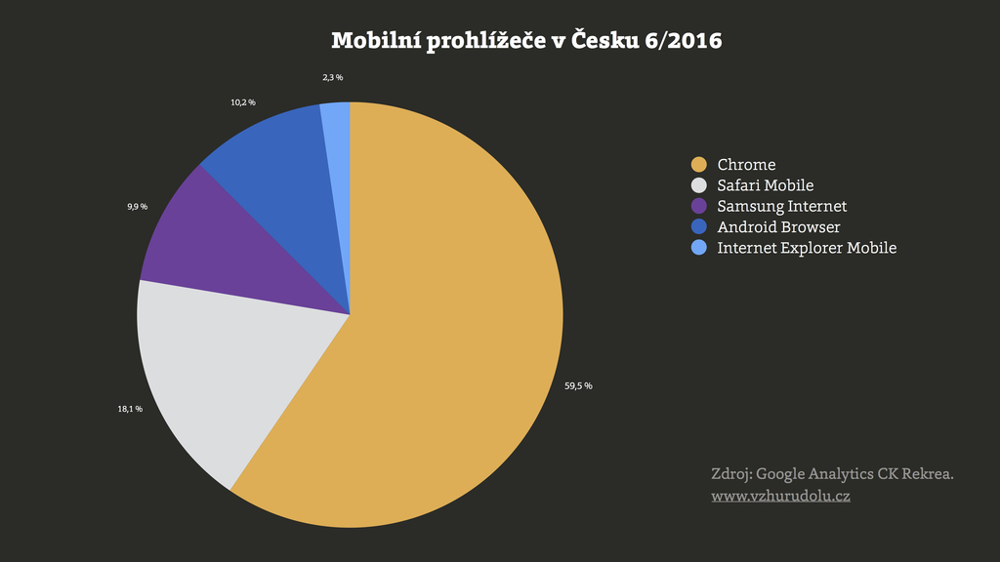 Mobilní prohlížeče v Česku 6/2016
2,3 %
10,2 %
9,9 %
18,1 %
59,5 %
Chrome
Safari Mobile
Samsung Internet
Android Browser
Internet Explorer Mobile
Zdroj: Google Analytics CK Rekrea.
www.vzhurudolu.cz